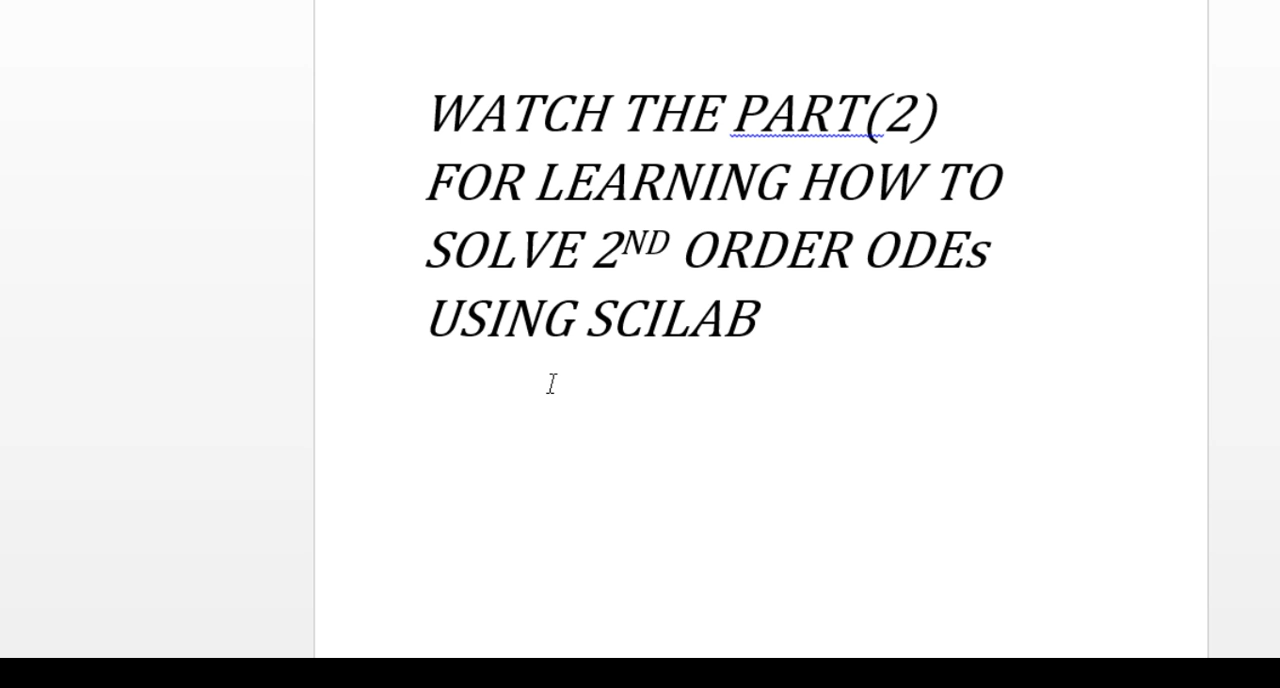 WATCH THE PART(2)
FOR LEARNING HOW TO
SOLVE 2ND ORDER ODEs
USING SCILAB